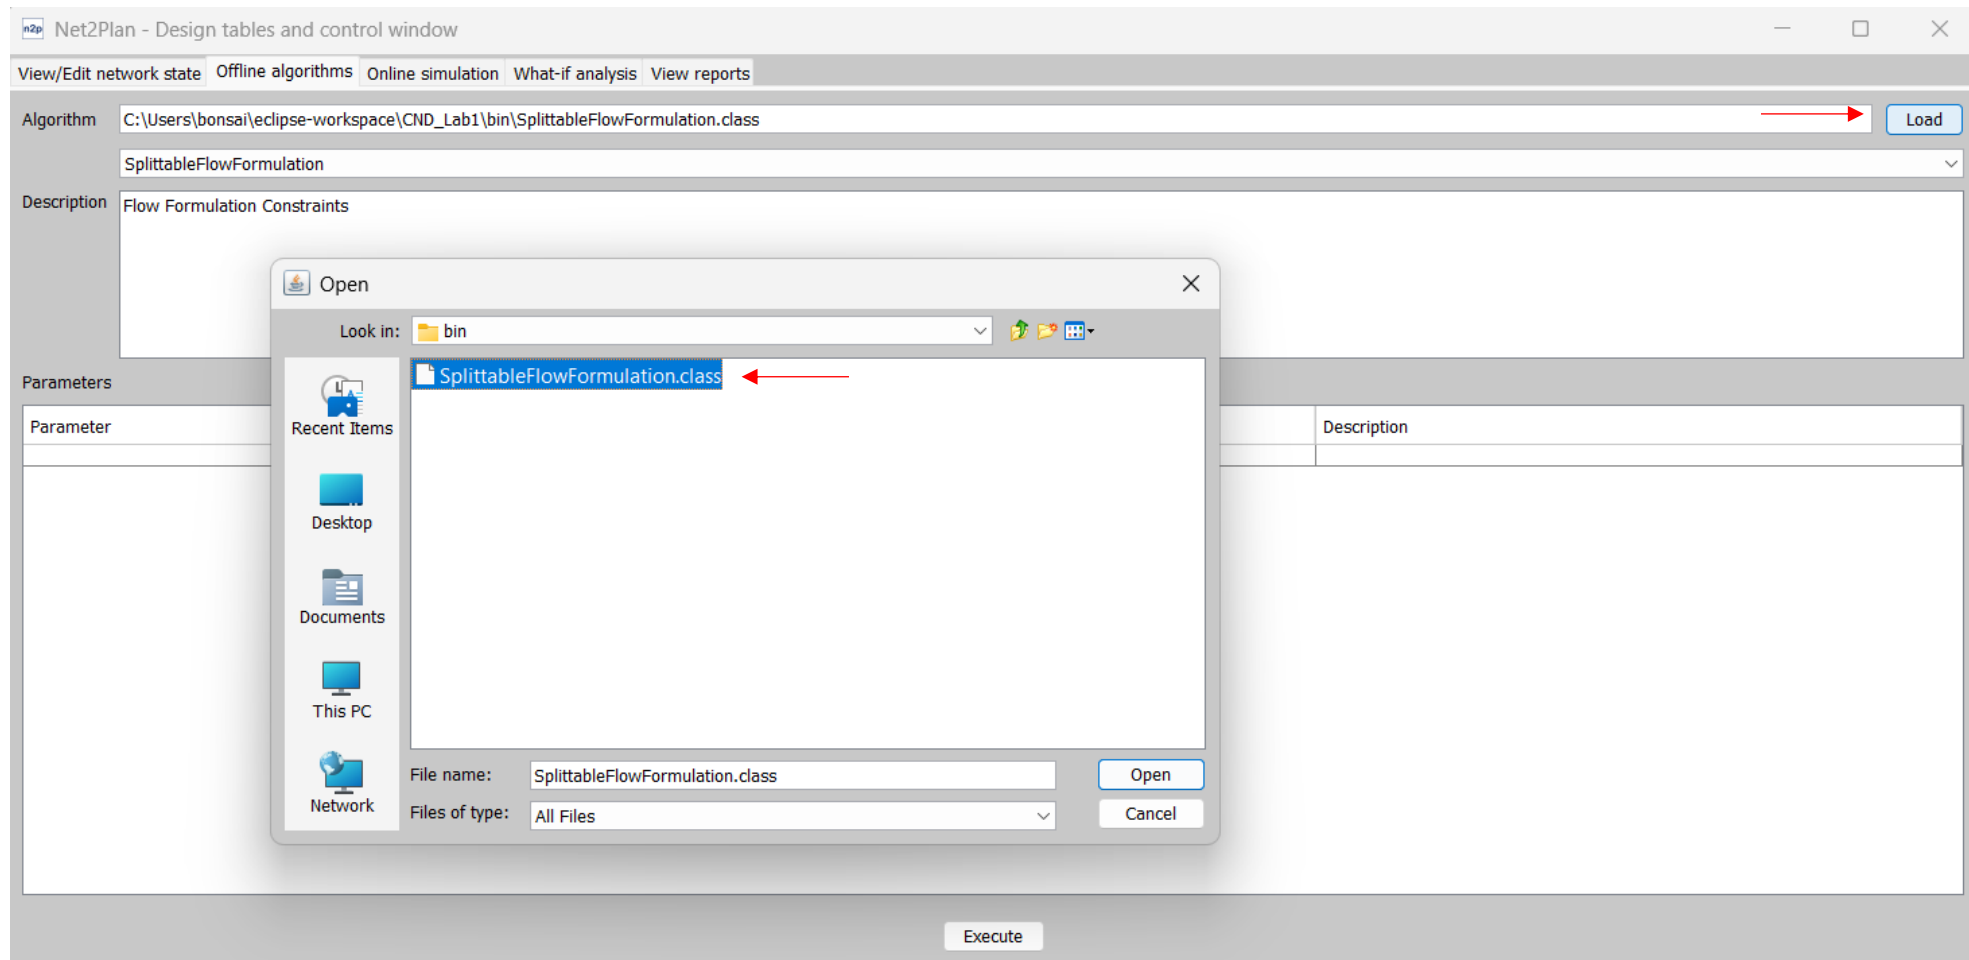 n2p Net2Plan - Design tables and control window
View/Edit network state Offline algorithms Online simulation What-if analysis View reports
Algorithm C:\Users\bonsai\eclipse-workspace\CND_Lab1\bin\SplittableFlowFormulation.class Load
SplittableFlowFormulation
Description Flow Formulation Constraints
Open
Look in: bin
SplittableFlowFormulation.class
Parameters
Parameter Description
Recent Items
Desktop
Documents
This PC
Network
File name: SplittableFlowFormulation.class Open
Files of type: All Files Cancel
Execute